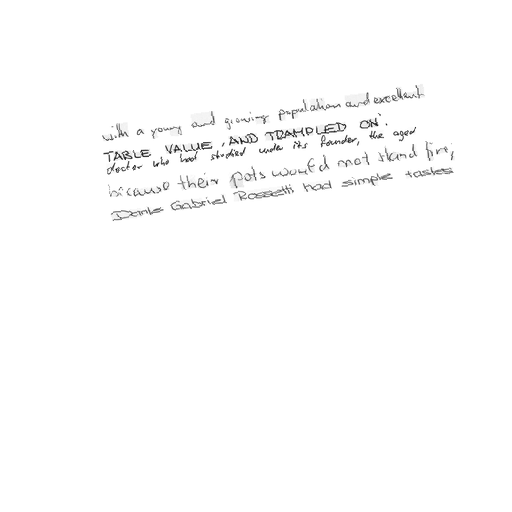 with a young and growing population and excellent
TABLE VALUE, AND TRAMPLED ON'.
doctor who had studied under its founder, the aged
because their pots would not stand fire;
Dante Gabriel Rossetti had simple tastes